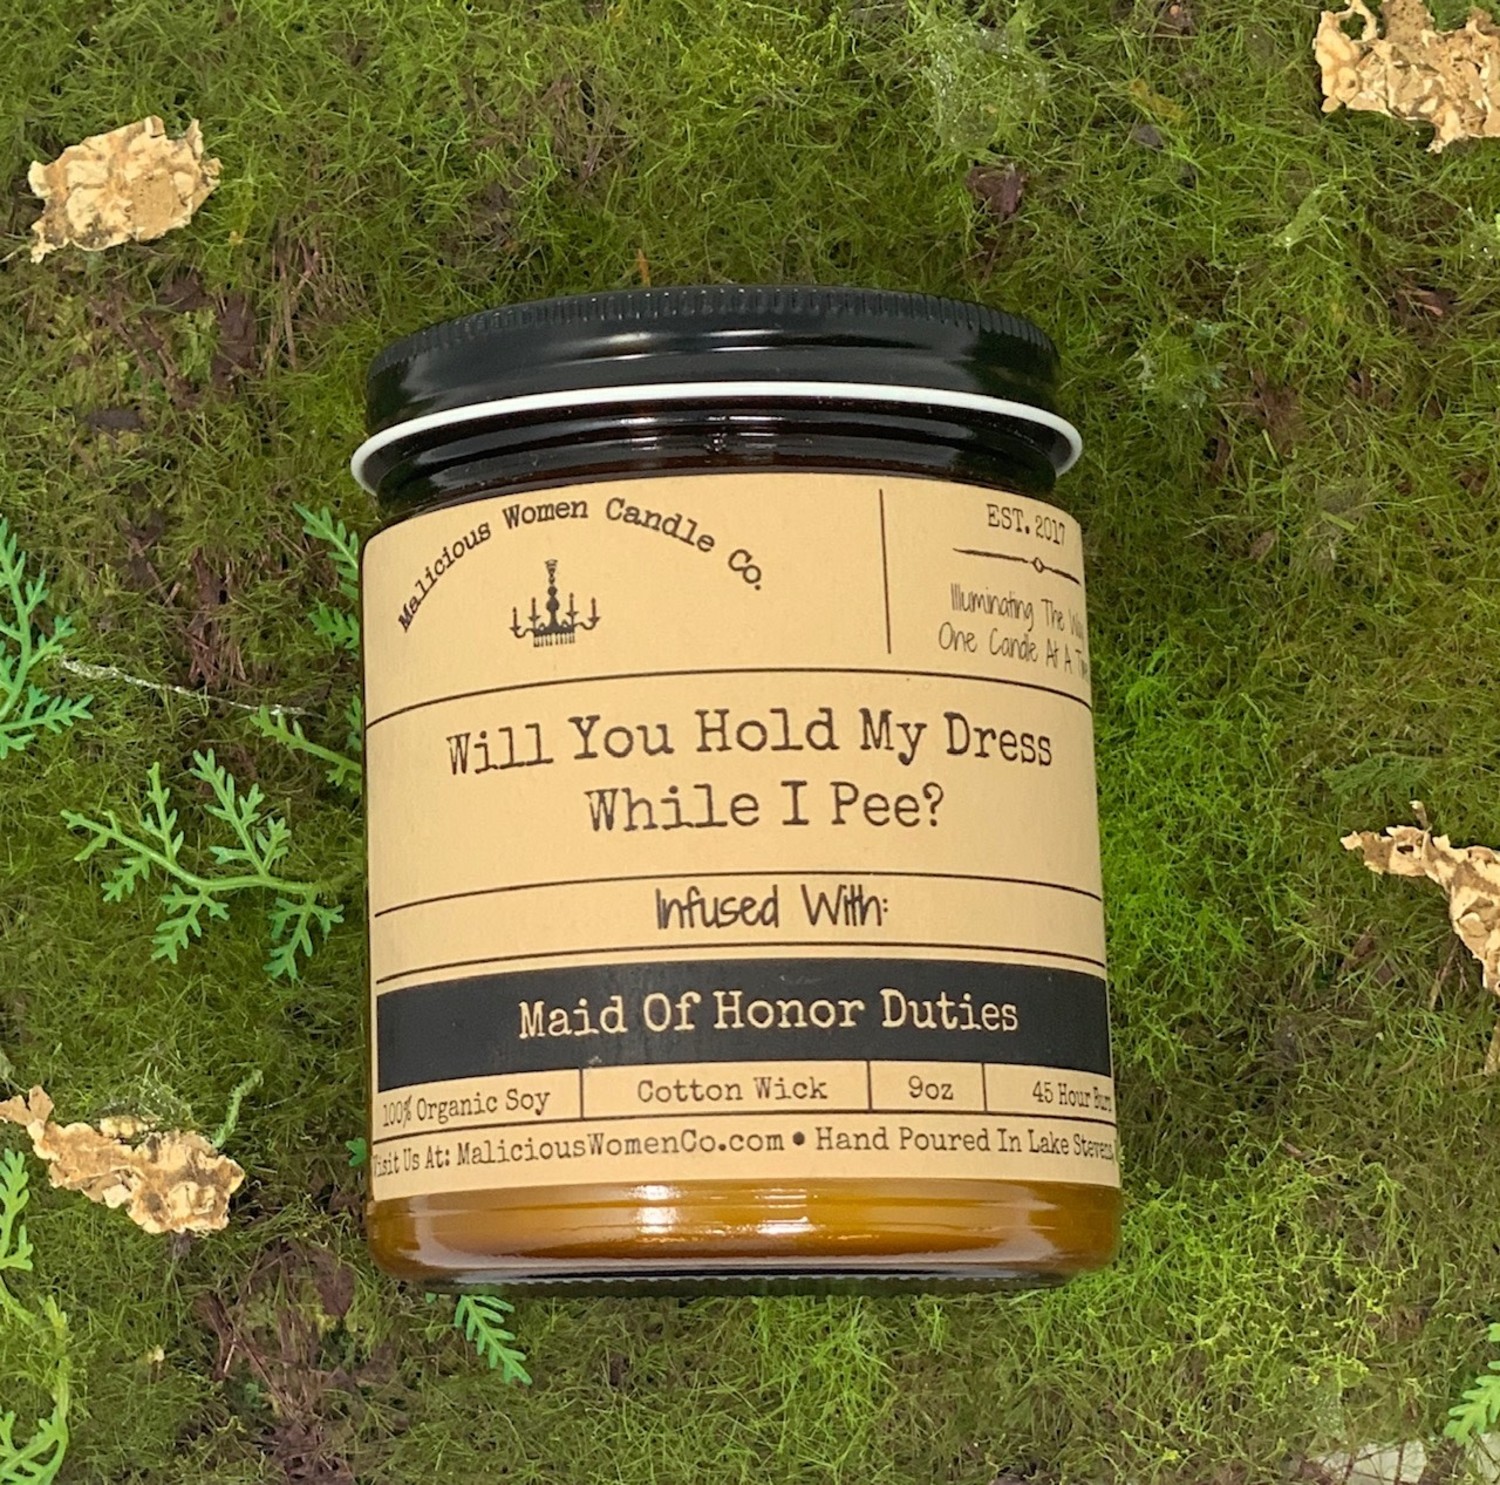 Malicious Women Candle Co.
EST. 2017
Illuminating The
One Candle At A
Will You Hold My Dress
While I Pee?
Infused With:
Maid Of Honor Duties
100% Organic Soy
Cotton Wick
9oz
45 Hour Burn
Visit Us At: MaliciousWomenCo.com • Hand Poured In Lake Stevens,